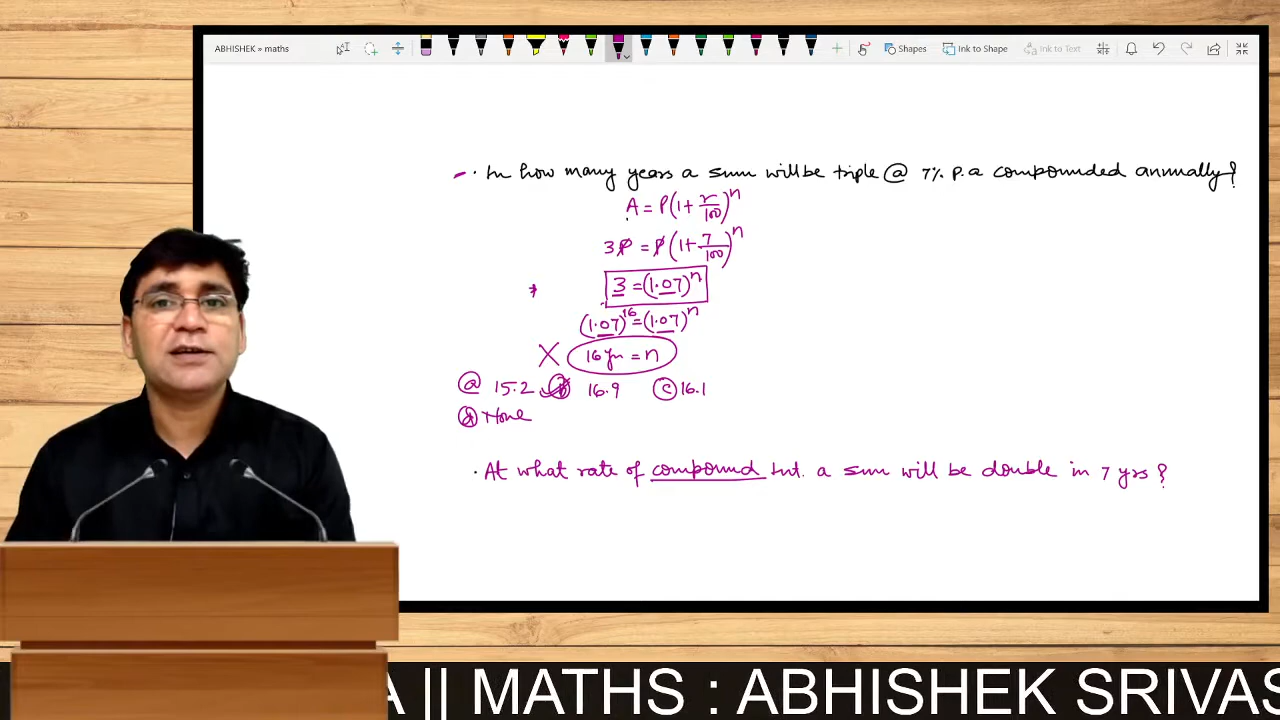 ABHISHEK » maths
Shapes
Ink to Shape
Ink to Text
In how many years a sum will be triple @ 7% p.a compounded annually?
A = P(1+ r/100)^n
3P = P(1+ 7/100)^n
3 = (1.07)^n
(1.07)^16 = (1.07)^n
16 yrs = n
(a) 15.2 (b) 16.9 (c) 16.1
(d) None
At what rate of compound Int. a sum will be double in 7 yrs?
A || MATHS : ABHISHEK SRIVAS